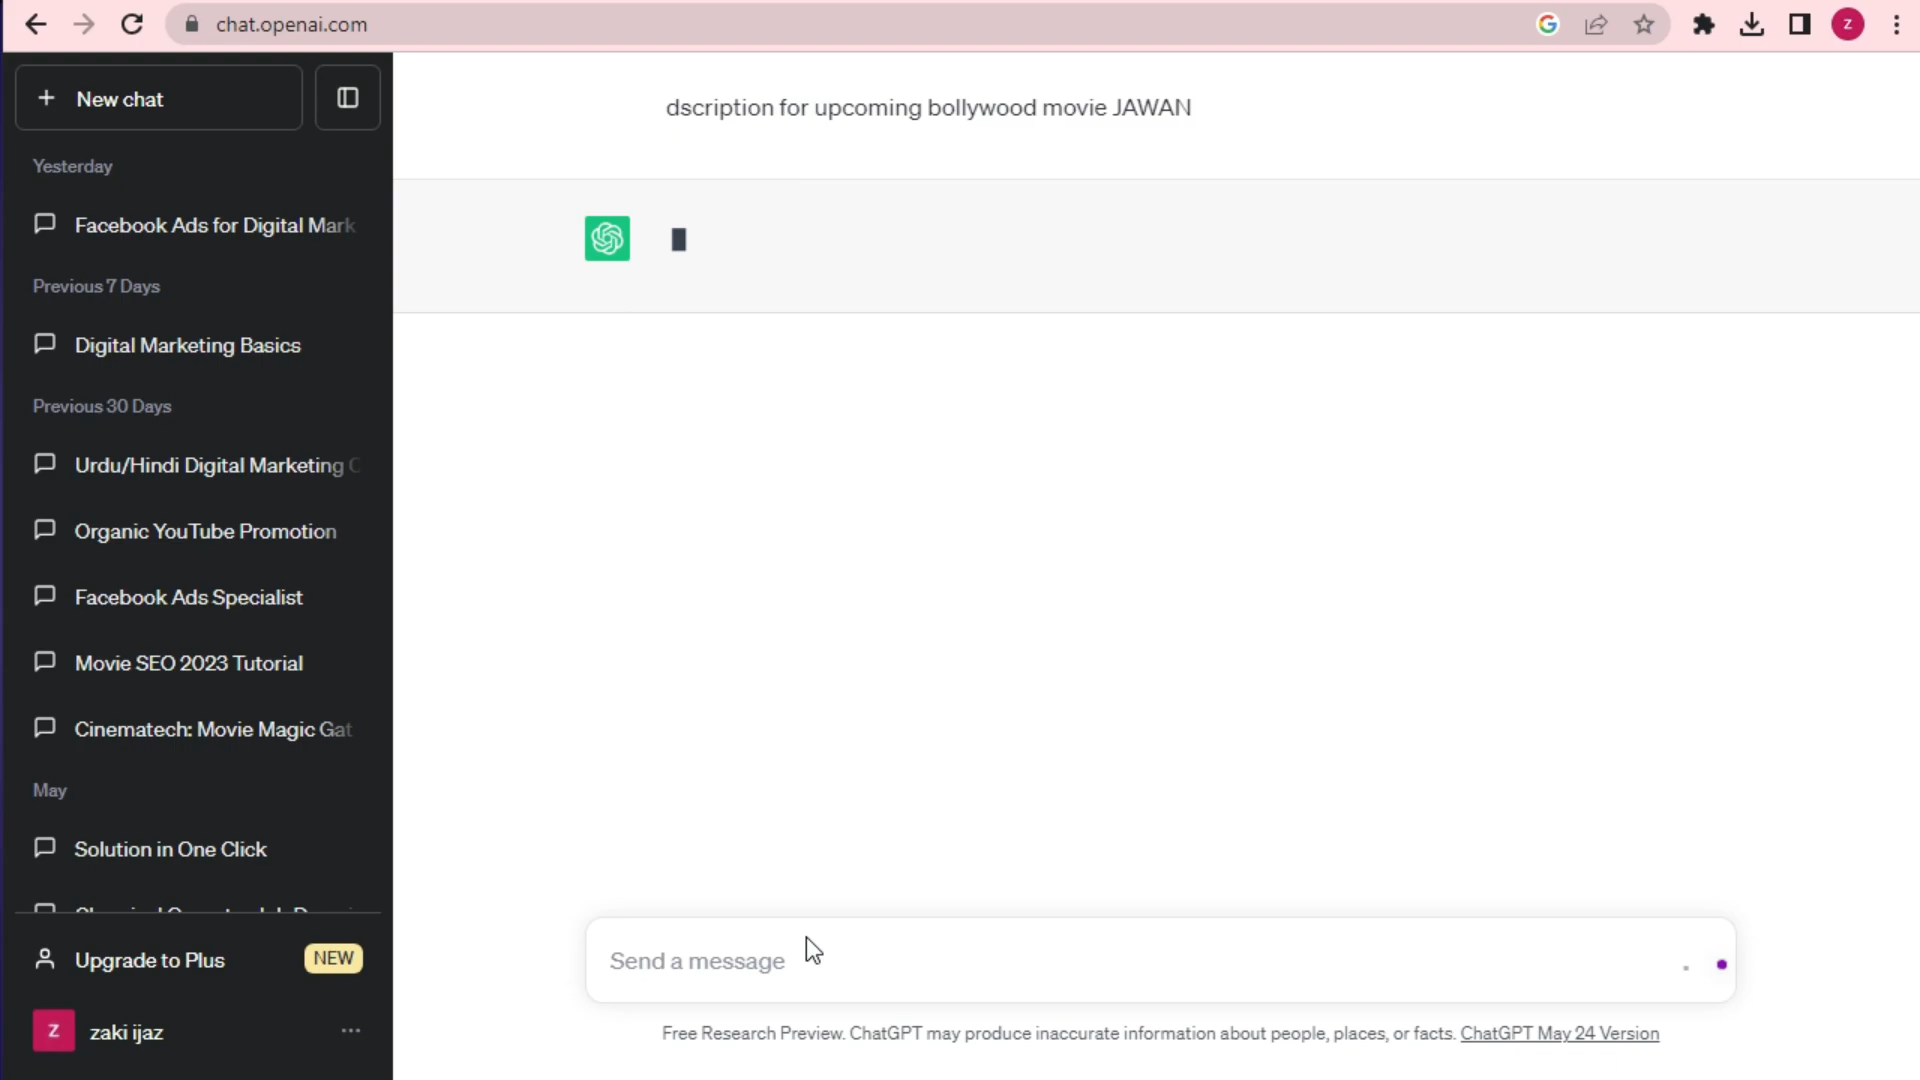 chat.openai.com
Z
New chat
dscription for upcoming bollywood movie JAWAN
Yesterday
Facebook Ads for Digital Mark
Previous 7 Days
Digital Marketing Basics
Previous 30 Days
Urdu/Hindi Digital Marketing C
Organic YouTube Promotion
Facebook Ads Specialist
Movie SEO 2023 Tutorial
Cinematech: Movie Magic Gat
May
Solution in One Click
Upgrade to Plus NEW
Z zaki ijaz
Send a message
Free Research Preview. ChatGPT may produce inaccurate information about people, places, or facts. ChatGPT May 24 Version